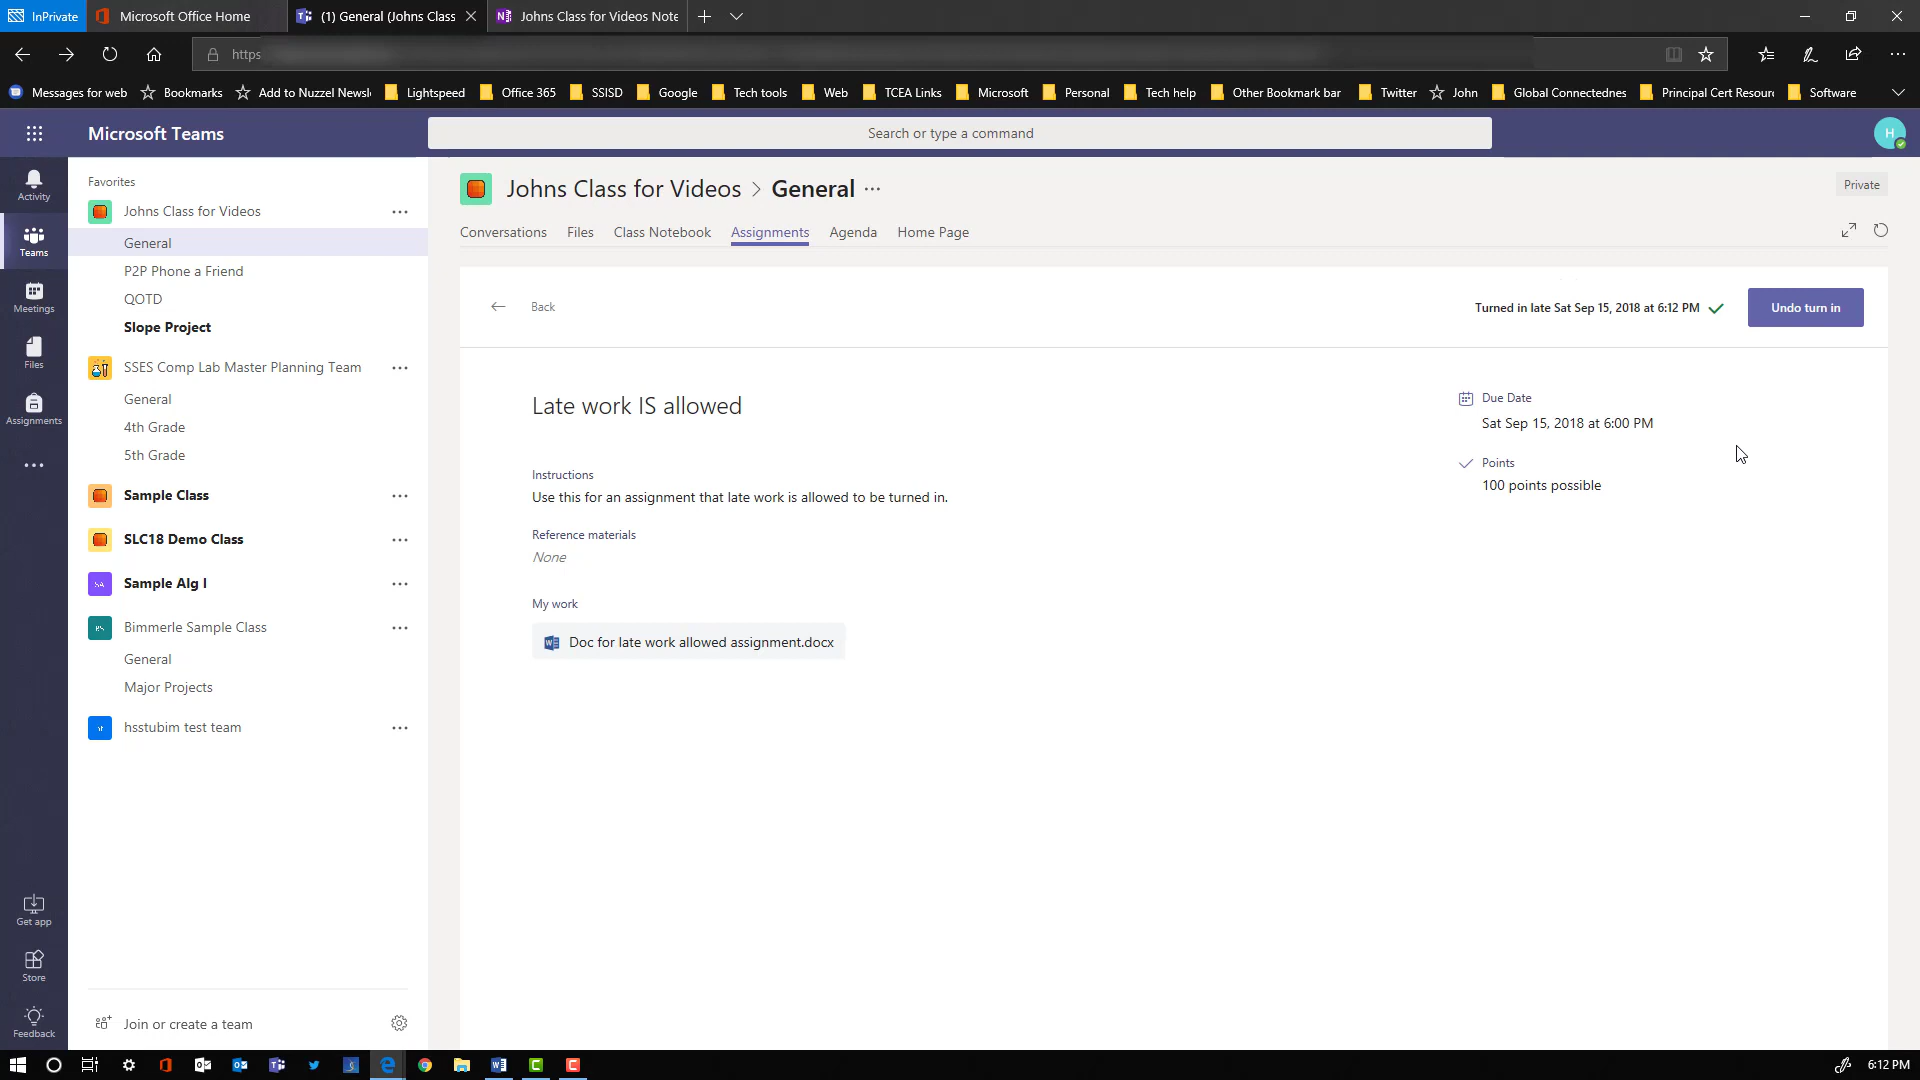 InPrivate
Microsoft Office Home
(1) General (Johns Class
Johns Class for Videos Note
https
Messages for web
Bookmarks
Add to Nuzzel Newsl
Lightspeed
Office 365
SSISD
Google
Tech tools
Web
TCEA Links
Microsoft
Personal
Tech help
Other Bookmark bar
Twitter
John
Global Connectednes
Principal Cert Resour
Software
Microsoft Teams
Search or type a command
H
Activity
Teams
Meetings
Files
Assignments
Get app
Store
Feedback
Favorites
Johns Class for Videos
General
P2P Phone a Friend
QOTD
Slope Project
SSES Comp Lab Master Planning Team
General
4th Grade
5th Grade
Sample Class
SLC18 Demo Class
SA
Sample Alg I
Bimmerle Sample Class
General
Major Projects
hsstubim test team
Join or create a team
Johns Class for Videos > General ···
Private
Conversations
Files
Class Notebook
Assignments
Agenda
Home Page
Back
Turned in late Sat Sep 15, 2018 at 6:12 PM
Undo turn in
Late work IS allowed
Due Date
Sat Sep 15, 2018 at 6:00 PM
Points
100 points possible
Instructions
Use this for an assignment that late work is allowed to be turned in.
Reference materials
None
My work
Doc for late work allowed assignment.docx
6:12 PM